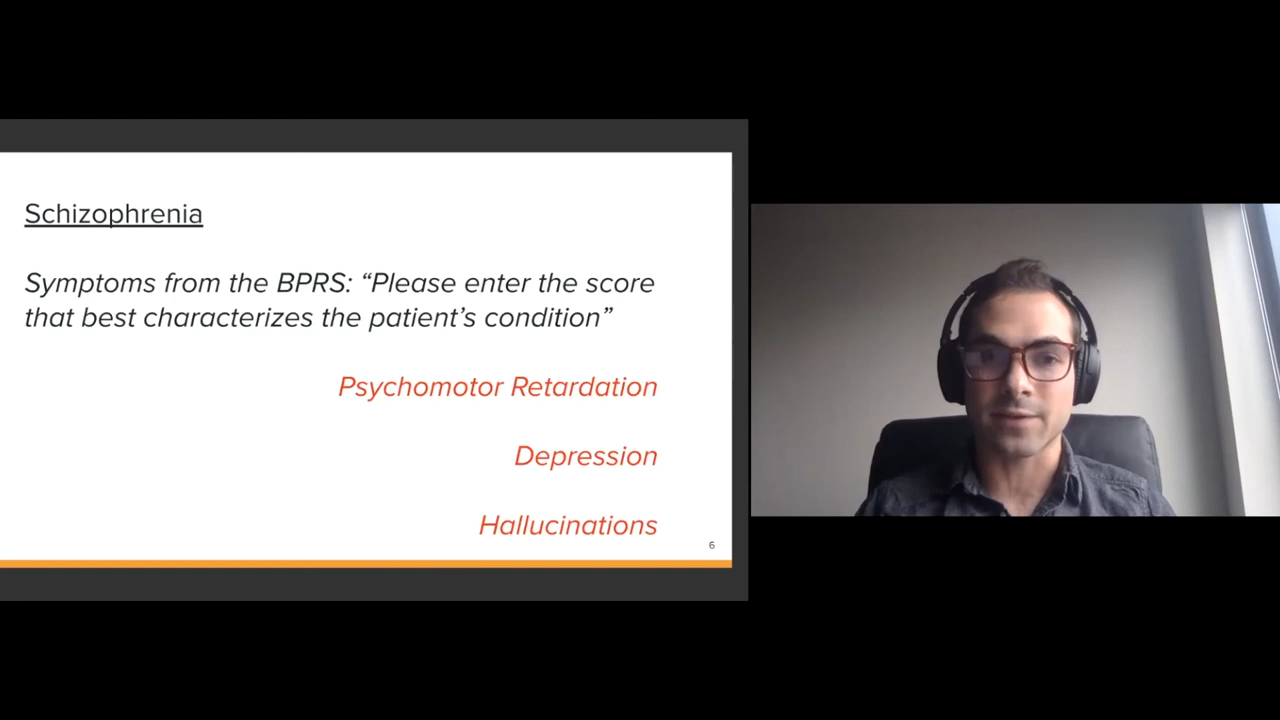 Schizophrenia
Symptoms from the BPRS: “Please enter the score
that best characterizes the patient’s condition”
Psychomotor Retardation
Depression
Hallucinations
6